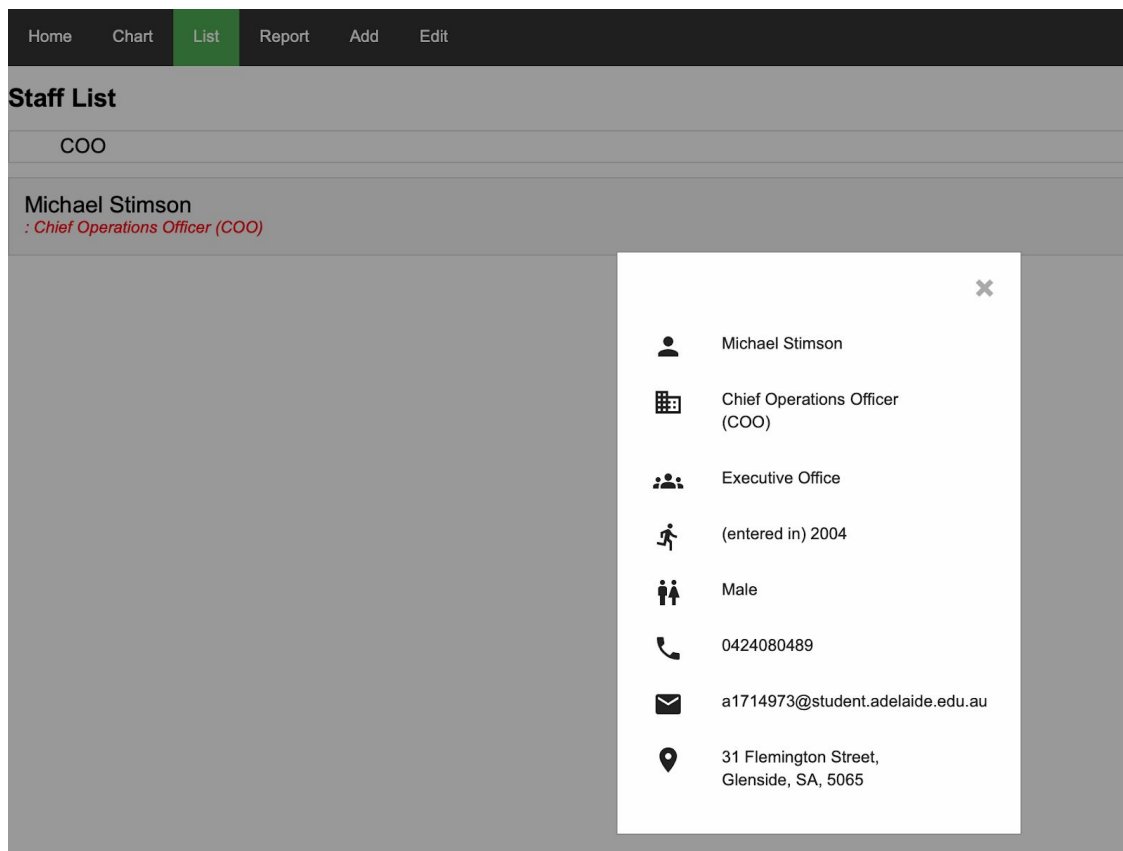 Home Chart List Report Add Edit
Staff List
COO
Michael Stimson
: Chief Operations Officer (COO)
Michael Stimson
Chief Operations Officer
(COO)
Executive Office
(entered in) 2004
Male
0424080489
a1714973@student.adelaide.edu.au
31 Flemington Street,
Glenside, SA, 5065